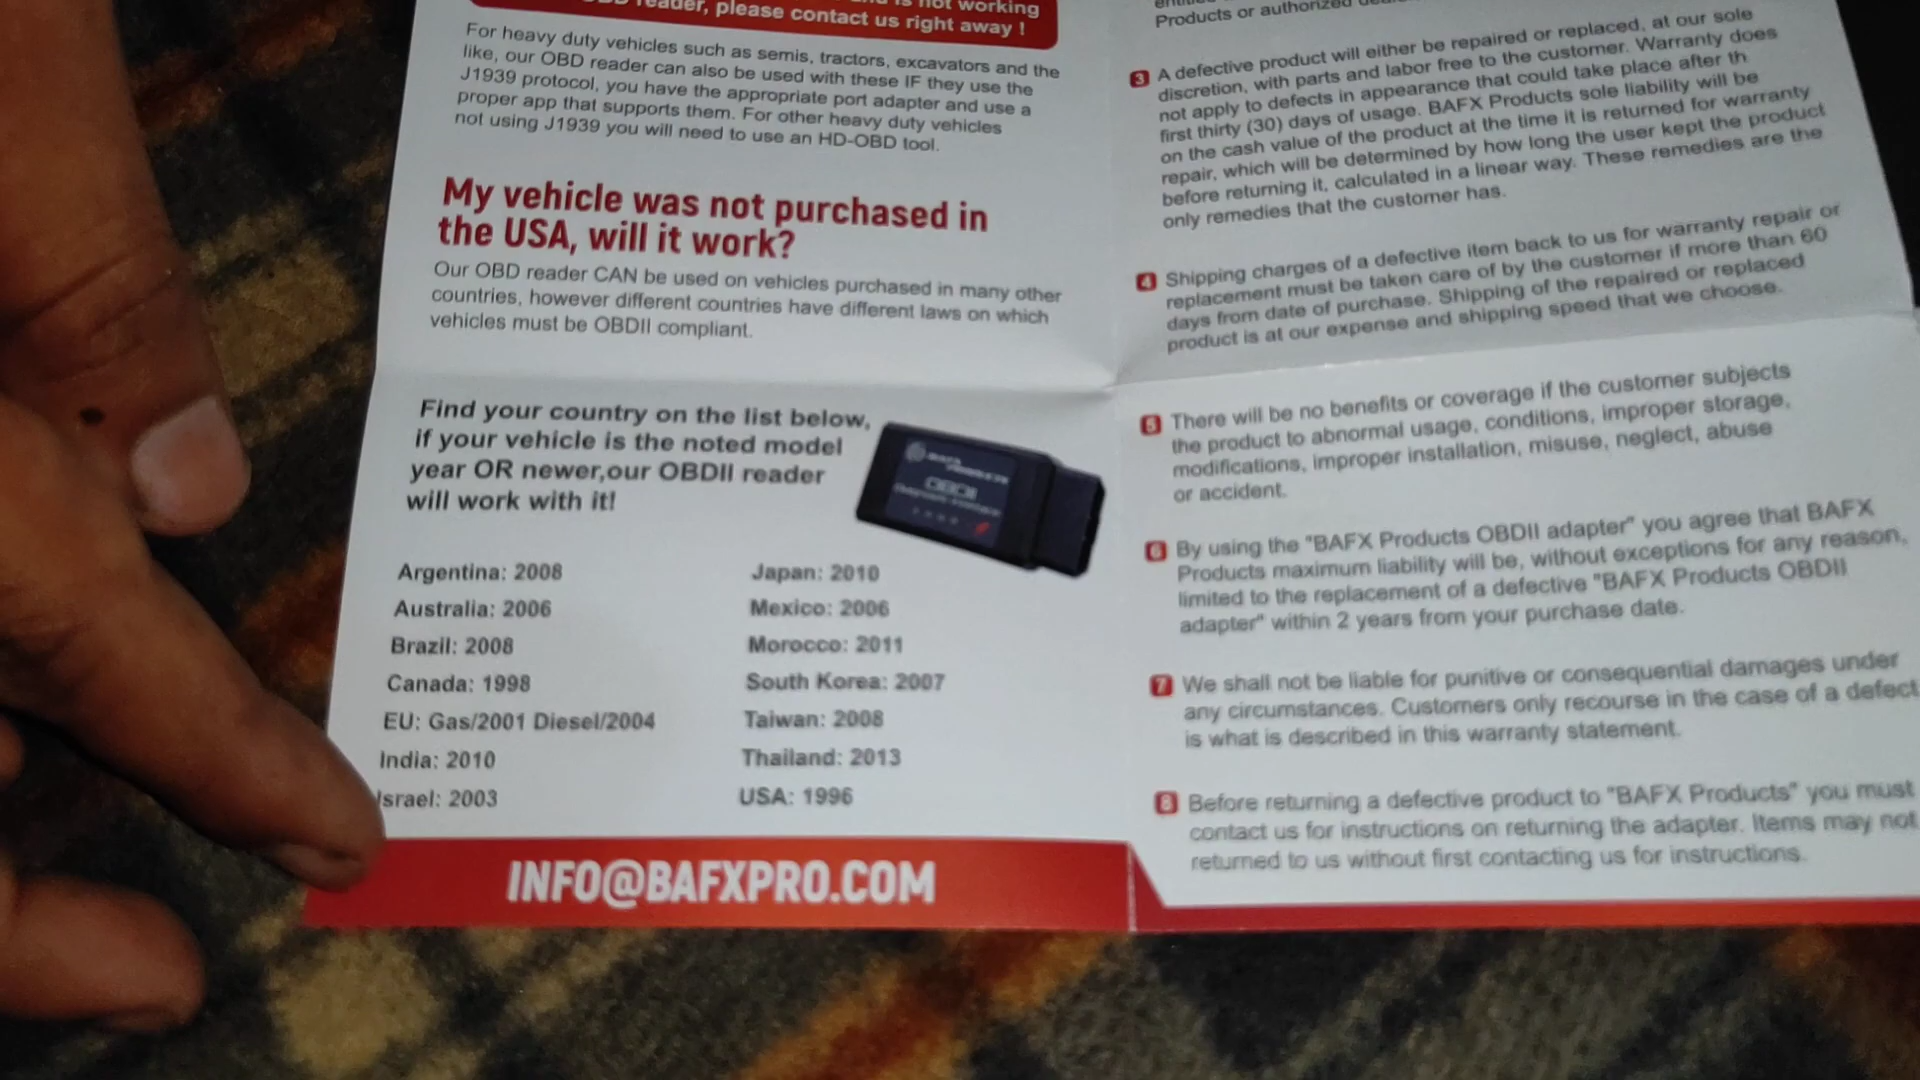 is not working
reader, please contact us right away !
For heavy duty vehicles such as semis, tractors, excavators and the
like, our OBD reader can also be used with these IF they use the
J1939 protocol, you have the appropriate port adapter and use a
proper app that supports them. For other heavy duty vehicles
not using J1939 you will need to use an HD-OBD tool.
My vehicle was not purchased in
the USA, will it work?
Our OBD reader CAN be used on vehicles purchased in many other
countries, however different countries have different laws on which
vehicles must be OBDII compliant.
Find your country on the list below,
if your vehicle is the noted model
year OR newer,our OBDII reader
will work with it!
Argentina: 2008
Australia: 2006
Brazil: 2008
Canada: 1998
EU: Gas/2001 Diesel/2004
India: 2010
Israel: 2003
Japan: 2010
Mexico: 2006
Morocco: 2011
South Korea: 2007
Taiwan: 2008
Thailand: 2013
USA: 1996
INFO@BAFXPRO.COM
Products or authorized
3 A defective product will either be repaired or replaced, at our sole
discretion, with parts and labor free to the customer. Warranty does
not apply to defects in appearance that could take place after th
first thirty (30) days of usage. BAFX Products sole liability will be
on the cash value of the product at the time it is returned for warranty
repair, which will be determined by how long the user kept the product
before returning it, calculated in a linear way. These remedies are the
only remedies that the customer has.
4 Shipping charges of a defective item back to us for warranty repair or
replacement must be taken care of by the customer if more than 60
days from date of purchase. Shipping of the repaired or replaced
product is at our expense and shipping speed that we choose.
5 There will be no benefits or coverage if the customer subjects
the product to abnormal usage, conditions, improper storage,
modifications, improper installation, misuse, neglect, abuse
or accident.
6 By using the "BAFX Products OBDII adapter" you agree that BAFX
Products maximum liability will be, without exceptions for any reason,
limited to the replacement of a defective "BAFX Products OBDII
adapter" within 2 years from your purchase date.
7 We shall not be liable for punitive or consequential damages under
any circumstances. Customers only recourse in the case of a defect
is what is described in this warranty statement.
8 Before returning a defective product to "BAFX Products" you must
contact us for instructions on returning the adapter. Items may not
returned to us without first contacting us for instructions.